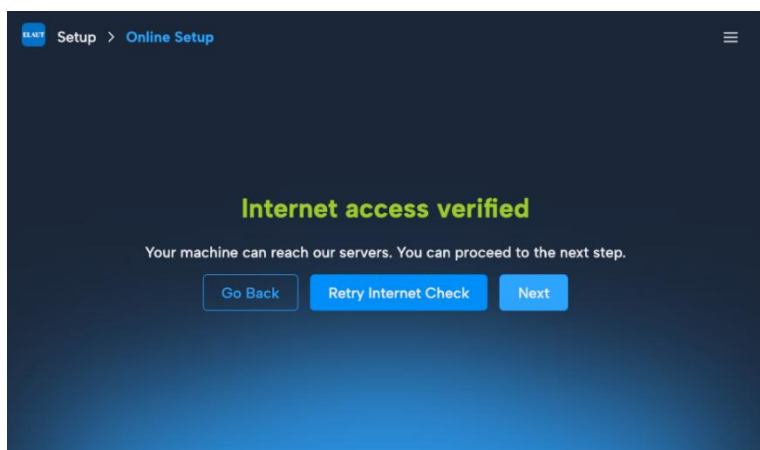 ELAUT Setup > Online Setup
Internet access verified
Your machine can reach our servers. You can proceed to the next step.
Go Back Retry Internet Check Next